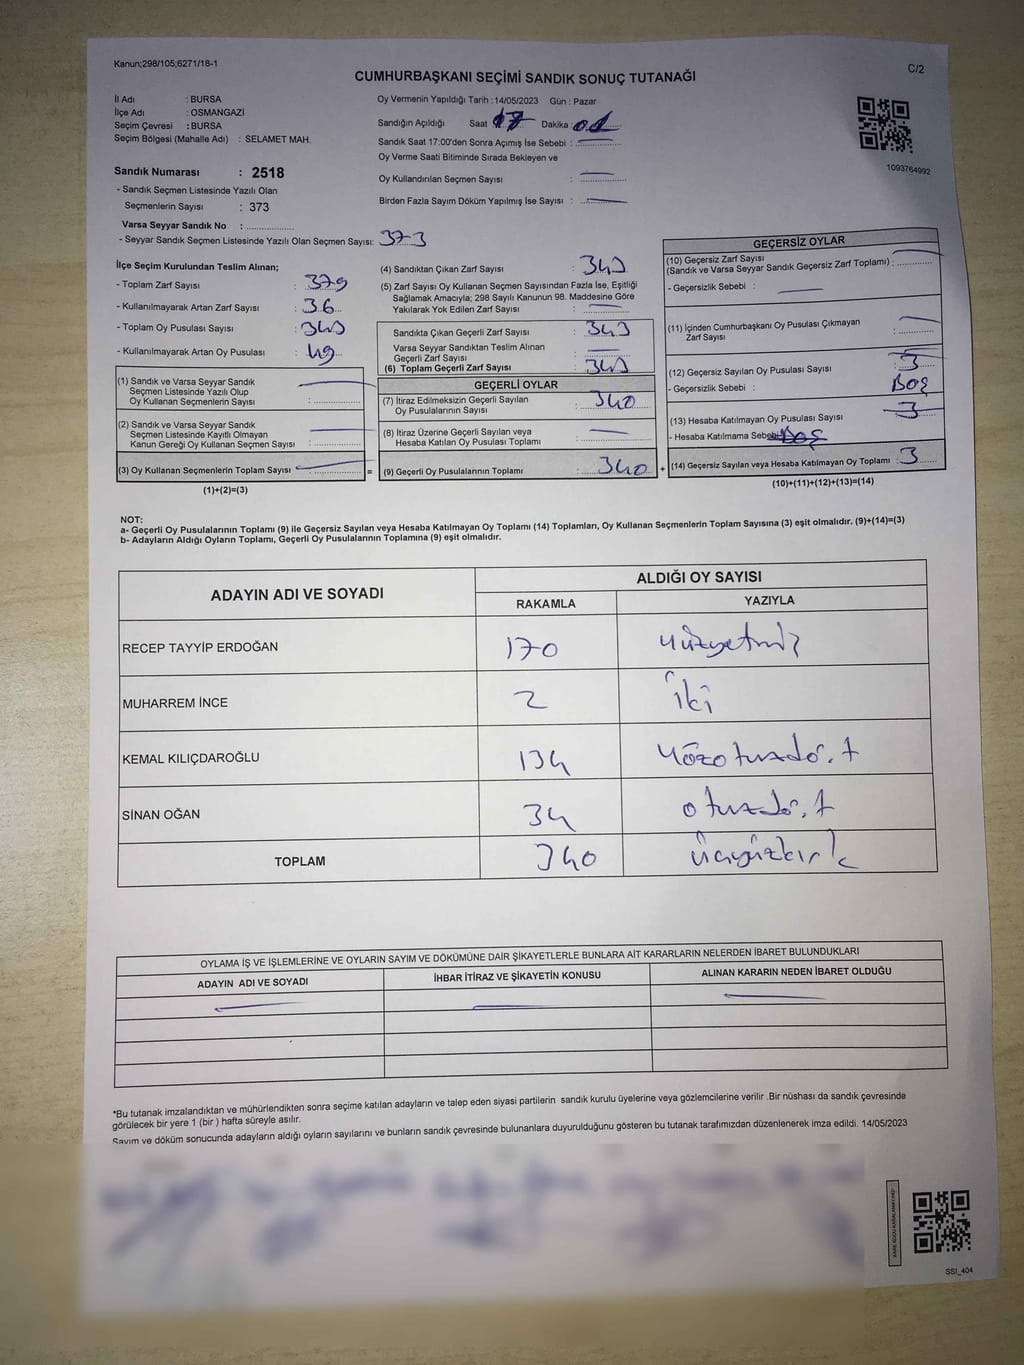 Kanun;298/105;6271/18-1
C/2
CUMHURBAŞKANI SEÇİMİ SANDIK SONUÇ TUTANAĞI
İl Adı : BURSA
İlçe Adı : OSMANGAZİ
Seçim Çevresi : BURSA
Seçim Bölgesi (Mahalle Adı) : SELAMET MAH.
Sandık Numarası : 2518
- Sandık Seçmen Listesinde Yazılı Olan
Seçmenlerin Sayısı : 373
Varsa Seyyar Sandık No :
- Seyyar Sandık Seçmen Listesinde Yazılı Olan Seçmen Sayısı: 373
Oy Vermenin Yapıldığı Tarih :14/05/2023 Gün : Pazar
Sandığın Açıldığı Saat 17 Dakika : 01
Sandık Saat 17:00'den Sonra Açımış İse Sebebi :
Oy Verme Saati Bitiminde Sırada Bekleyen ve
Oy Kullandırılan Seçmen Sayısı :
Birden Fazla Sayım Döküm Yapılmış İse Sayısı :
1093764992
İlçe Seçim Kurulundan Teslim Alınan;
- Toplam Zarf Sayısı : 379
- Kullanılmayarak Artan Zarf Sayısı : 36
- Toplam Oy Pusulası Sayısı :
- Kullanılmayarak Artan Oy Pusulası : 49
(1) Sandık ve Varsa Seyyar Sandık
Seçmen Listesinde Yazılı Olup
Oy Kullanan Seçmenlerin Sayısı :
(2) Sandık ve Varsa Seyyar Sandık
Seçmen Listesinde Kayıtlı Olmayan
Kanun Gereği Oy Kullanan Seçmen Sayısı :
(3) Oy Kullanan Seçmenlerin Toplam Sayısı :
(1)+(2)=(3)
(4) Sandıktan Çıkan Zarf Sayısı : 343
(5) Zarf Sayısı Oy Kullanan Seçmen Sayısından Fazla İse, Eşitliği
Sağlamak Amacıyla; 298 Sayılı Kanunun 98. Maddesine Göre
Yakılarak Yok Edilen Zarf Sayısı :
Sandıkta Çıkan Geçerli Zarf Sayısı : 343
Varsa Seyyar Sandıktan Teslim Alınan
Geçerli Zarf Sayısı :
(6) Toplam Geçerli Zarf Sayısı : 343
GEÇERLİ OYLAR
(7) İtiraz Edilmeksizin Geçerli Sayılan
Oy Pusulalarının Sayısı : 340
(8) İtiraz Üzerine Geçerli Sayılan veya
Hesaba Katılan Oy Pusulası Toplamı :
= (9) Geçerli Oy Pusulalarının Toplamı : 340
GEÇERSİZ OYLAR
(10) Geçersiz Zarf Sayısı
(Sandık ve Varsa Seyyar Sandık Geçersiz Zarf Toplamı) :
- Geçersizlik Sebebi :
(11) İçinden Cumhurbaşkanı Oy Pusulası Çıkmayan
Zarf Sayısı :
(12) Geçersiz Sayılan Oy Pusulası Sayısı : 3
- Geçersizlik Sebebi : Boş
(13) Hesaba Katılmayan Oy Pusulası Sayısı : 3
- Hesaba Katılmama Sebebi: Boş
+ (14) Geçersiz Sayılan veya Hesaba Katılmayan Oy Toplamı : 3
(10)+(11)+(12)+(13)=(14)
NOT:
a- Geçerli Oy Pusulalarının Toplamı (9) ile Geçersiz Sayılan veya Hesaba Katılmayan Oy Toplamı (14) Toplamları, Oy Kullanan Seçmenlerin Toplam Sayısına (3) eşit olmalıdır. (9)+(14)=(3)
b- Adayların Aldığı Oyların Toplamı, Geçerli Oy Pusulalarının Toplamına (9) eşit olmalıdır.
ADAYIN ADI VE SOYADI
ALDIĞI OY SAYISI
RAKAMLA YAZIYLA
RECEP TAYYİP ERDOĞAN 170 yüzyetmiş
MUHARREM İNCE 2 iki
KEMAL KILIÇDAROĞLU 134 yüzotuzdört
SİNAN OĞAN 34 otuzdört
TOPLAM 340 üçyüzkırk
OYLAMA İŞ VE İŞLEMLERİNE VE OYLARIN SAYIM VE DÖKÜMÜNE DAİR ŞİKAYETLERLE BUNLARA AİT KARARLARIN NELERDEN İBARET BULUNDUKLARI
ADAYIN ADI VE SOYADI İHBAR İTİRAZ VE ŞİKAYETİN KONUSU ALINAN KARARIN NEDEN İBARET OLDUĞU
*Bu tutanak imzalandıktan ve mühürlendikten sonra seçime katılan adayların ve talep eden siyasi partilerin sandık kurulu üyelerine veya gözlemcilerine verilir .Bir nüshası da sandık çevresinde
görülecek bir yere 1 (bir ) hafta süreyle asılır.
Sayım ve döküm sonucunda adayların aldığı oyların sayılarını ve bunların sandık çevresinde bulunanlara duyurulduğunu gösteren bu tutanak tarafımızdan düzenlenerek imza edildi. 14/05/2023
SSI_404